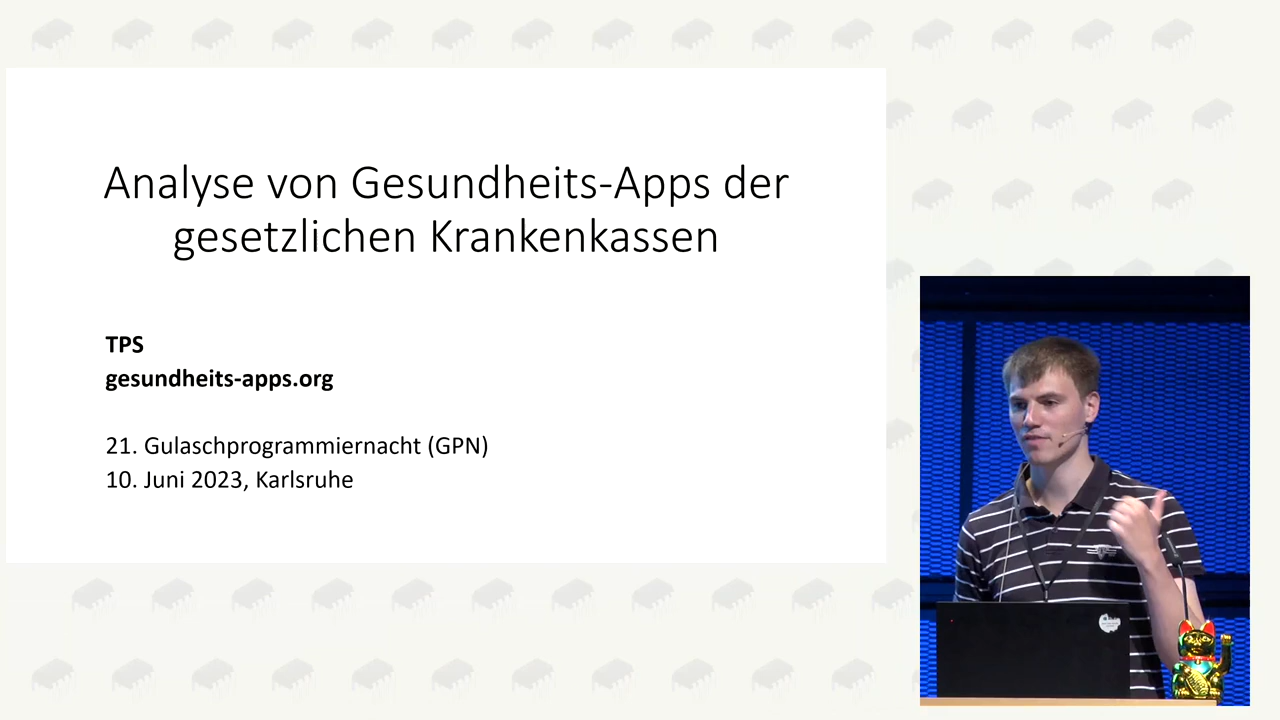 Analyse von Gesundheits-Apps der
gesetzlichen Krankenkassen
TPS
gesundheits-apps.org
21. Gulaschprogrammiernacht (GPN)
10. Juni 2023, Karlsruhe